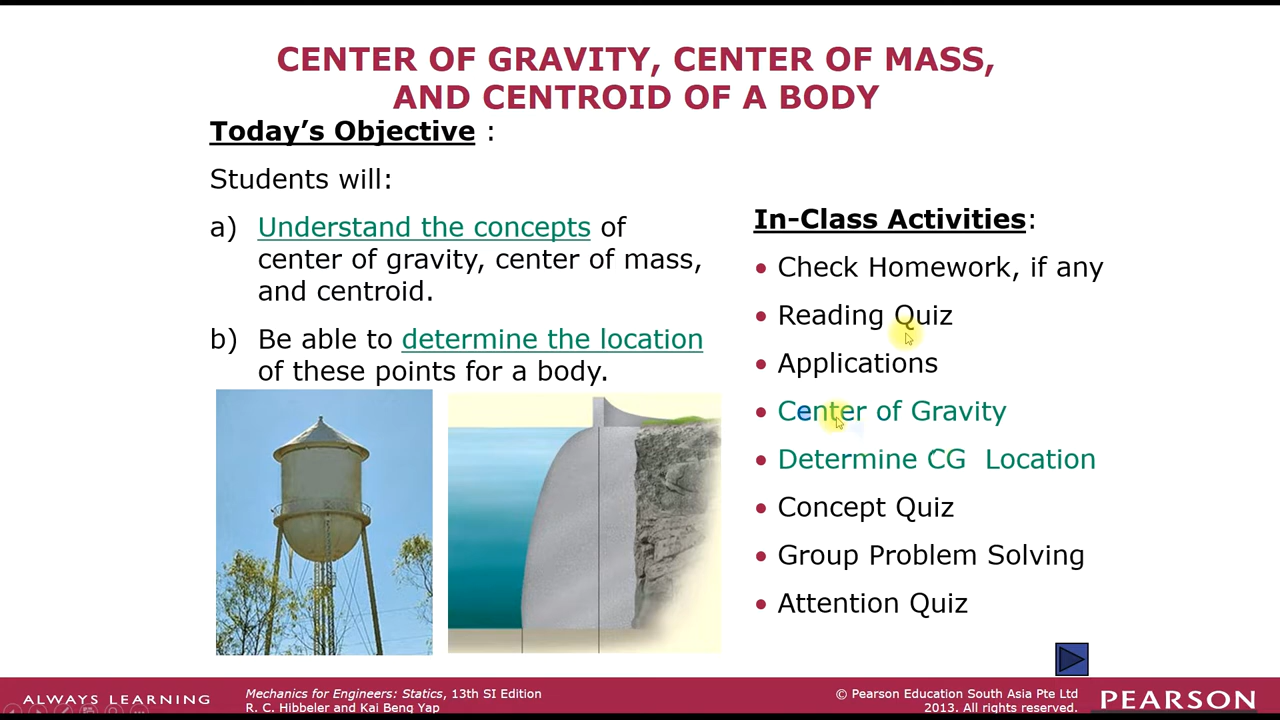 CENTER OF GRAVITY, CENTER OF MASS,
AND CENTROID OF A BODY
Today’s Objective :
Students will:
a) Understand the concepts of
center of gravity, center of mass,
and centroid.
b) Be able to determine the location
of these points for a body.
In-Class Activities:
• Check Homework, if any
• Reading Quiz
• Applications
• Center of Gravity
• Determine CG Location
• Concept Quiz
• Group Problem Solving
• Attention Quiz
ALWAYS LEARNING
Mechanics for Engineers: Statics, 13th SI Edition
R. C. Hibbeler and Kai Beng Yap
© Pearson Education South Asia Pte Ltd
2013. All rights reserved.
PEARSON